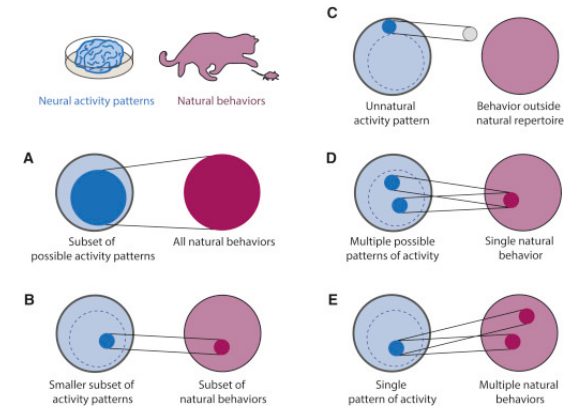 Neural activity patterns
Natural behaviors
A
Subset of
possible activity patterns
All natural behaviors
B
Smaller subset of
activity patterns
Subset of
natural behaviors
C
Unnatural
activity pattern
Behavior outside
natural repertoire
D
Multiple possible
patterns of activity
Single natural
behavior
E
Single
pattern of activity
Multiple natural
behaviors